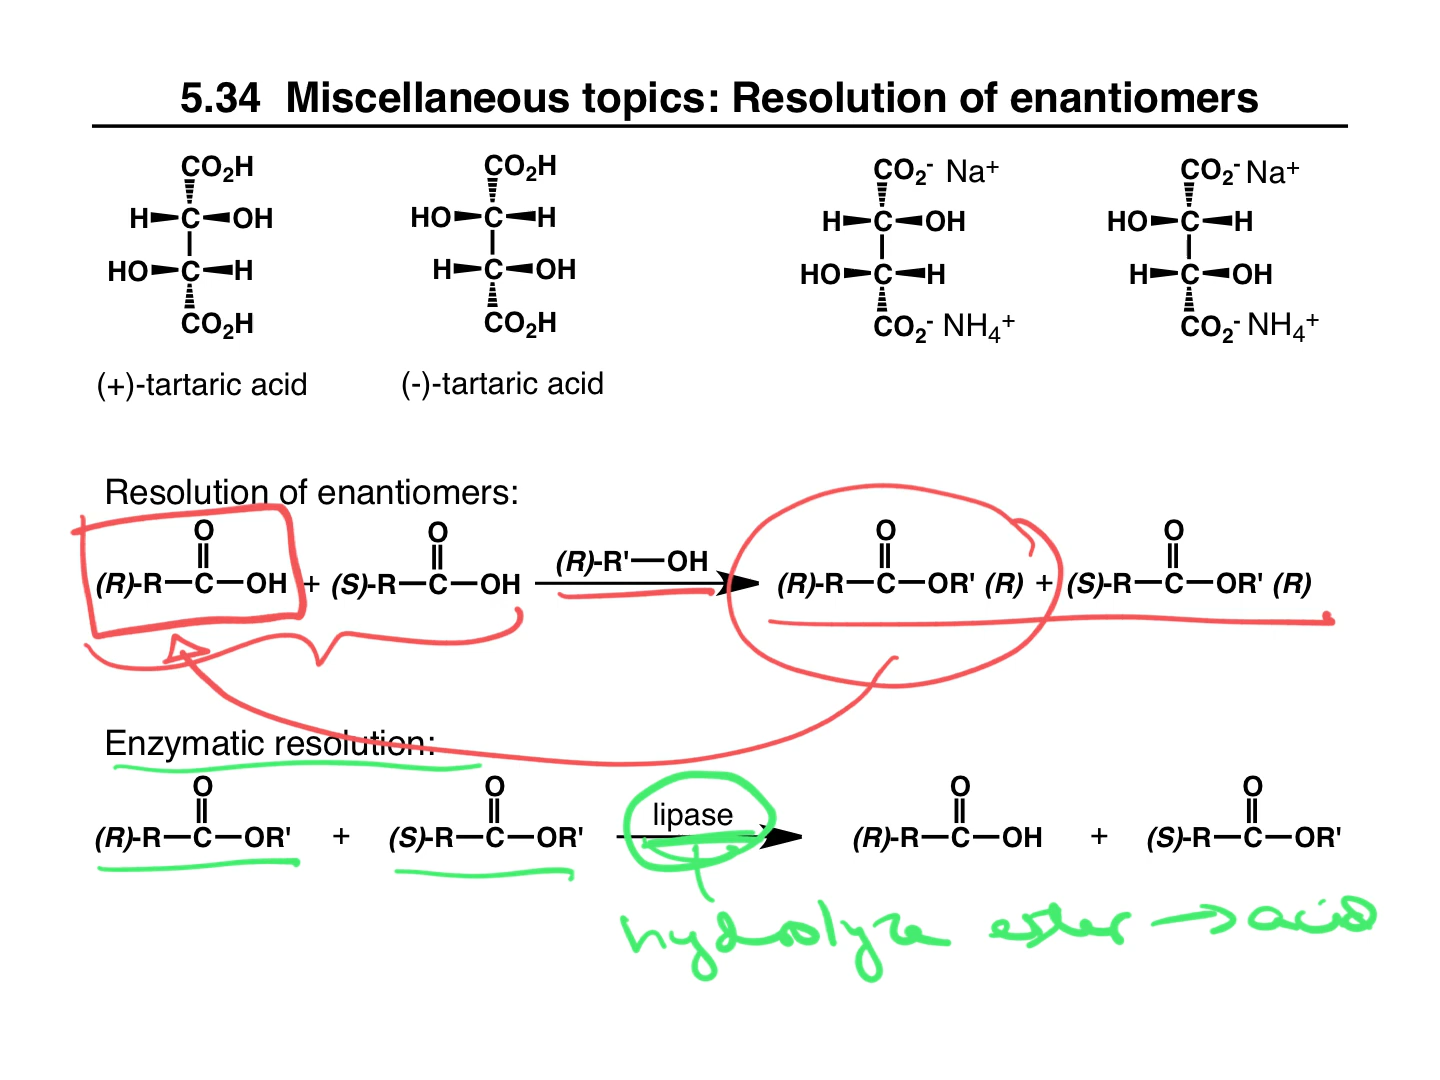 5.34 Miscellaneous topics: Resolution of enantiomers
CO₂H CO₂H CO₂⁻ Na⁺ CO₂⁻ Na⁺
H C OH HO C H H C OH HO C H
HO C H H C OH HO C H H C OH
CO₂H CO₂H CO₂⁻ NH₄⁺ CO₂⁻ NH₄⁺
(+)-tartaric acid (-)-tartaric acid
Resolution of enantiomers:
O O O O
(R)-R'—OH
(R)-R—C—OH + (S)-R—C—OH (R)-R—C—OR' (R) + (S)-R—C—OR' (R)
Enzymatic resolution:
O O O O
lipase
(R)-R—C—OR' + (S)-R—C—OR' (R)-R—C—OH + (S)-R—C—OR'
hydrolyze ester → acid